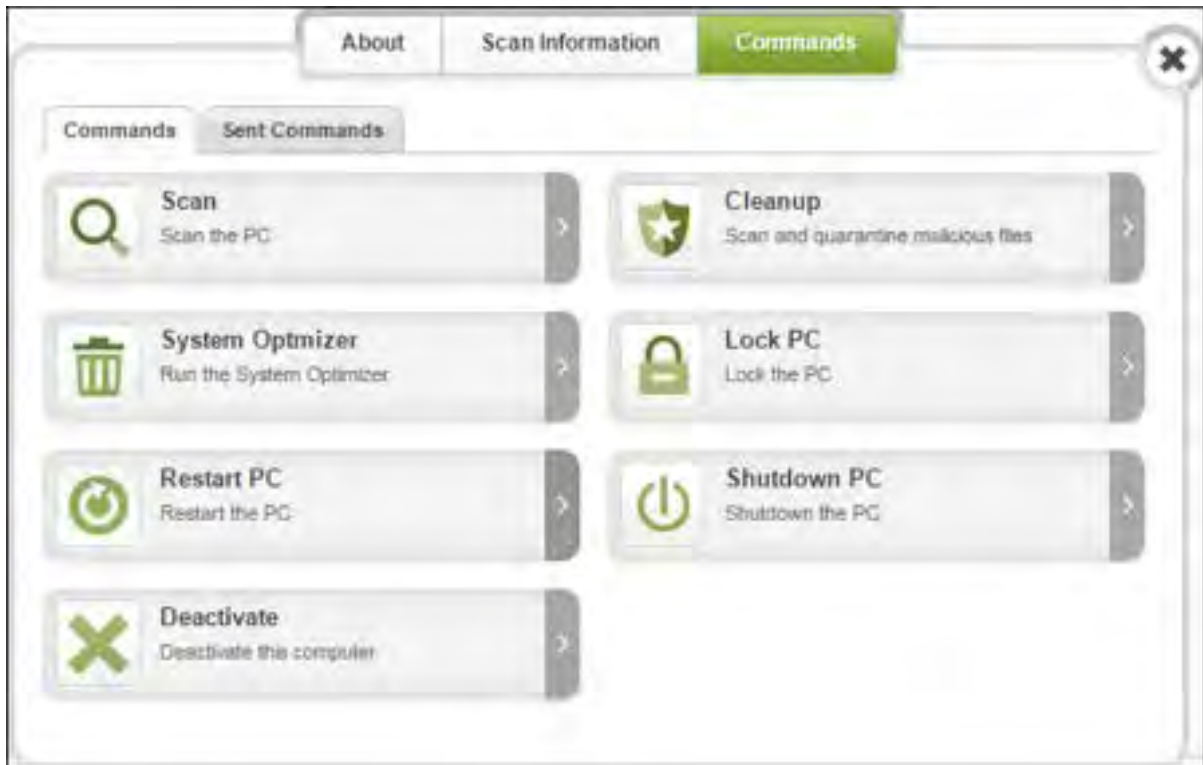 About
Scan Information
Commands
Commands
Sent Commands
Scan
Scan the PC
Cleanup
Scan and quarantine malicious files
System Optmizer
Run the System Optimizer
Lock PC
Lock the PC
Restart PC
Restart the PC
Shutdown PC
Shutdown the PC
Deactivate
Deactivate this computer